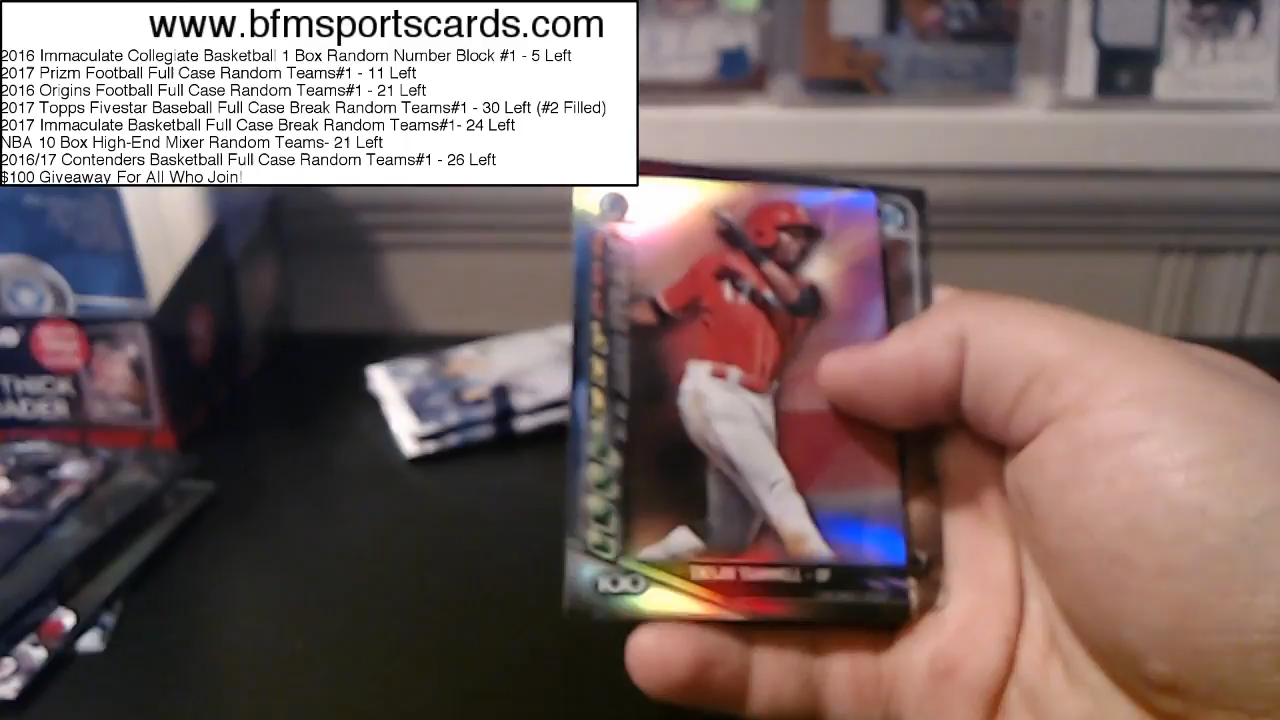 www.bfmsportscards.com
2016 Immaculate Collegiate Basketball 1 Box Random Number Block #1 - 5 Left
2017 Prizm Football Full Case Random Teams#1 - 11 Left
2016 Origins Football Full Case Random Teams#1 - 21 Left
2017 Topps Fivestar Baseball Full Case Break Random Teams#1 - 30 Left (#2 Filled)
2017 Immaculate Basketball Full Case Break Random Teams#1- 24 Left
NBA 10 Box High-End Mixer Random Teams- 21 Left
2016/17 Contenders Basketball Full Case Random Teams#1 - 26 Left
$100 Giveaway For All Who Join!
THICK
100